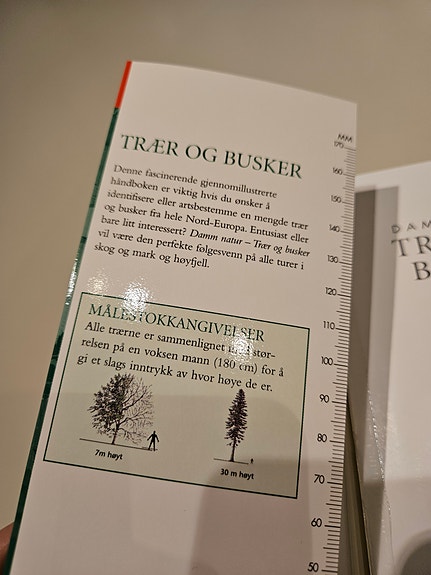 TRÆR OG BUSKER
Denne fascinerende gjennomillustrerte
håndboken er viktig hvis du ønsker å
identifisere eller artsbestemme en mengde trær
og busker fra hele Nord-Europa. Entusiast eller
bare litt interessert? Damm natur – Trær og busker
vil være den perfekte følgesvenn på alle turer i
skog og mark og høyfjell.
MÅLESTOKKANGIVELSER
Alle trærne er sammenlignet med stør-
relsen på en voksen mann (180 cm) for å
gi et slags inntrykk av hvor høye de er.
7m høyt
30 m høyt
MM
170
160
150
140
130
120
110
100
90
80
70
60
50
DAM
TR
B